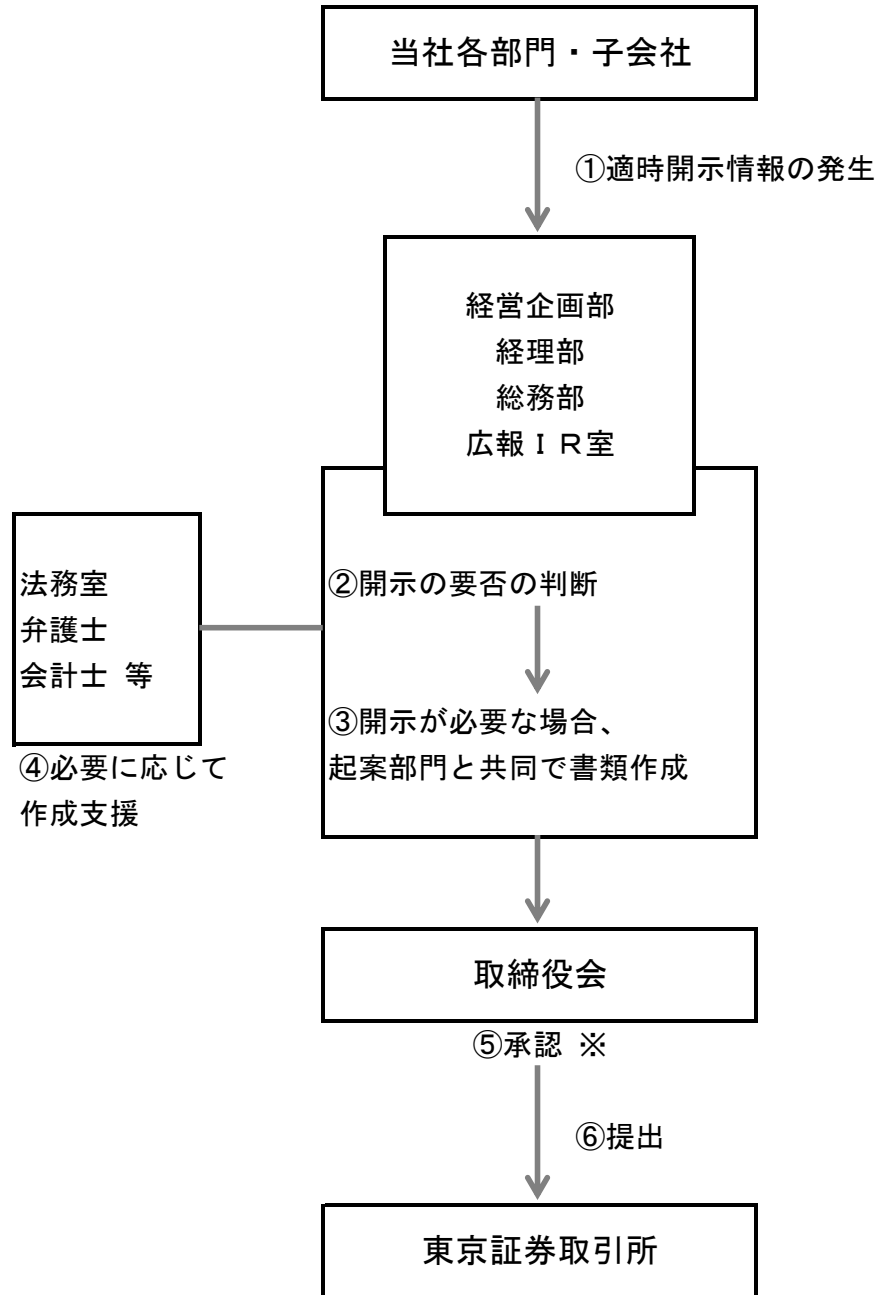 当社各部門・子会社
①適時開示情報の発生
経営企画部
経理部
総務部
広報ＩＲ室
法務室
弁護士
会計士 等
④必要に応じて
作成支援
②開示の要否の判断
③開示が必要な場合、
起案部門と共同で書類作成
取締役会
⑤承認 ※
⑥提出
東京証券取引所